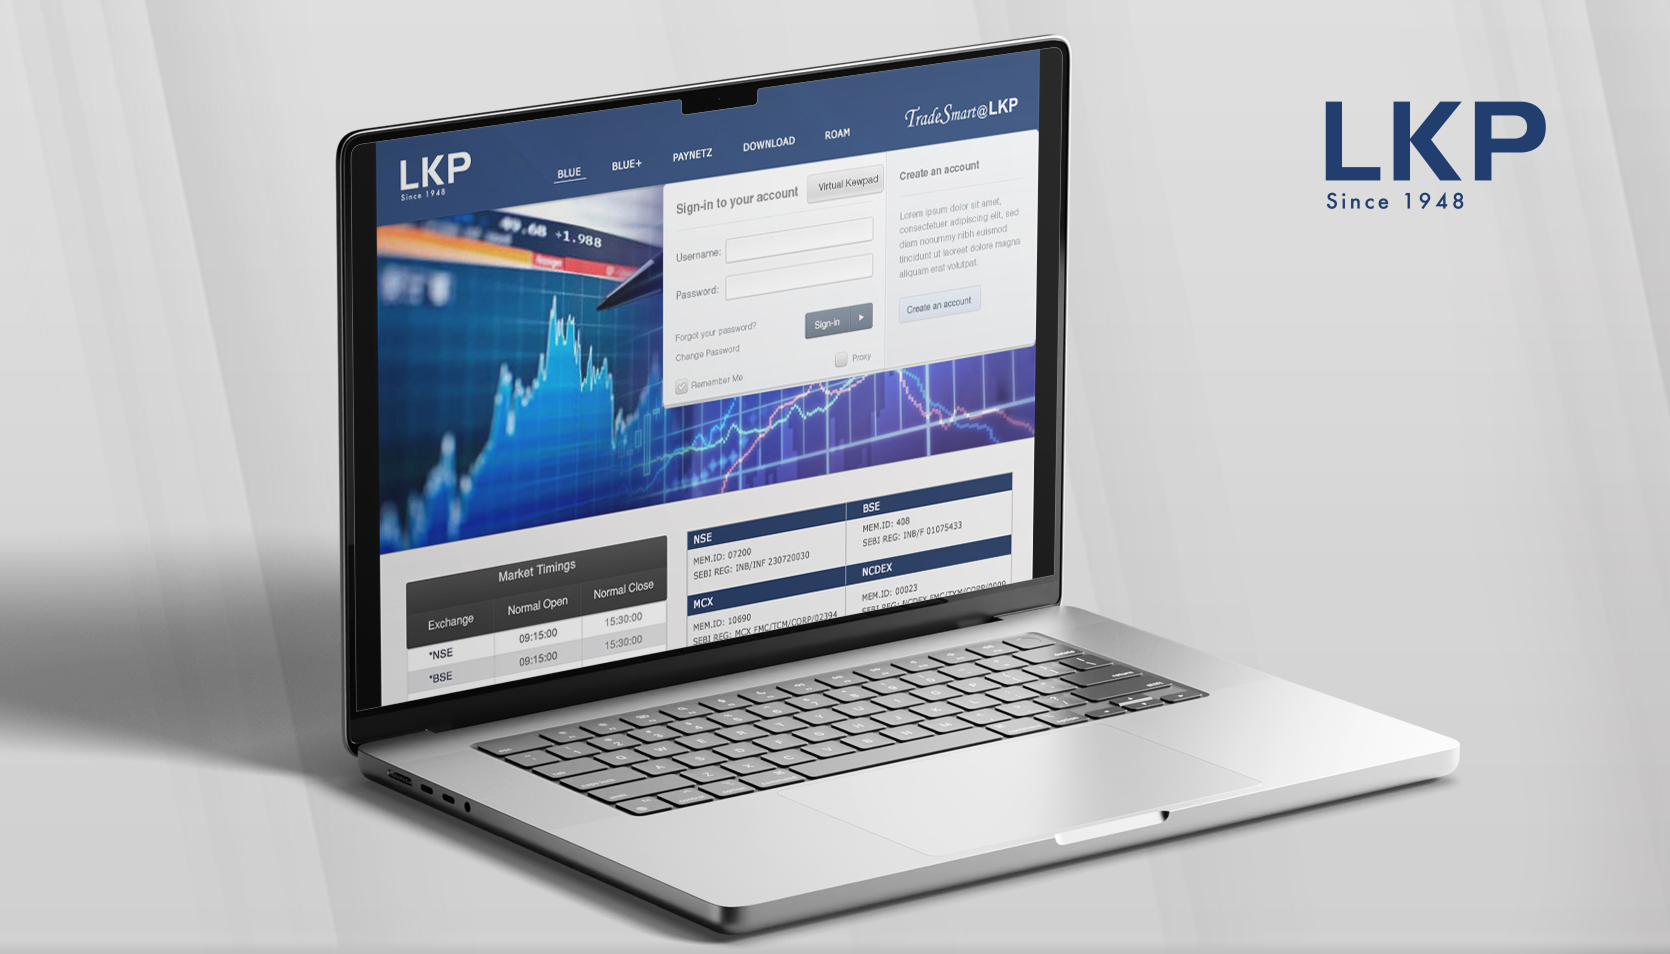 LKP
Since 1948
BLUE
BLUE+
PAYNETZ
DOWNLOAD
ROAM
TradeSmart@LKP
LKP
Since 1948
Sign-in to your account
Virtual Kewpad
Username:
Password:
Forgot your password?
Change Password
Sign-in
Remember Me
Proxy
Create an account
Lorem ipsum dolor sit amet,
consectetuer adipiscing elit, sed
diem nonummy nibh euismod
tincidunt ut laoreet dolore magna
aliquam erat volutpat.
Create an account
+1.988
Market Timings
Exchange
Normal Open
Normal Close
*NSE
09:15:00
15:30:00
*BSE
09:15:00
15:30:00
NSE
MEM.ID: 07200
SEBI REG: INB/INF 230720030
BSE
MEM.ID: 408
SEBI REG: INB/F 01075433
MCX
MEM.ID: 10690
SEBI REG: MCX FMC/TCM/CORP/02394
NCDEX
MEM.ID: 00023
SEBI REG: NCDEX FMC/TXM/CORP/0009